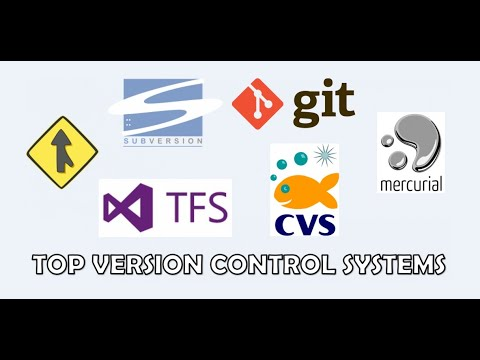 SUBVERSION
git
mercurial
TFS
CVS
TOP VERSION CONTROL SYSTEMS